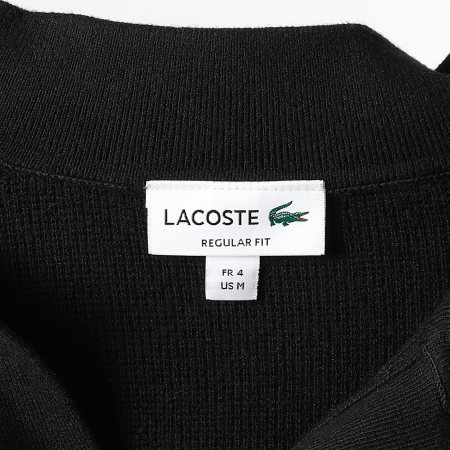 LACOSTE
REGULAR FIT
FR 4
US M